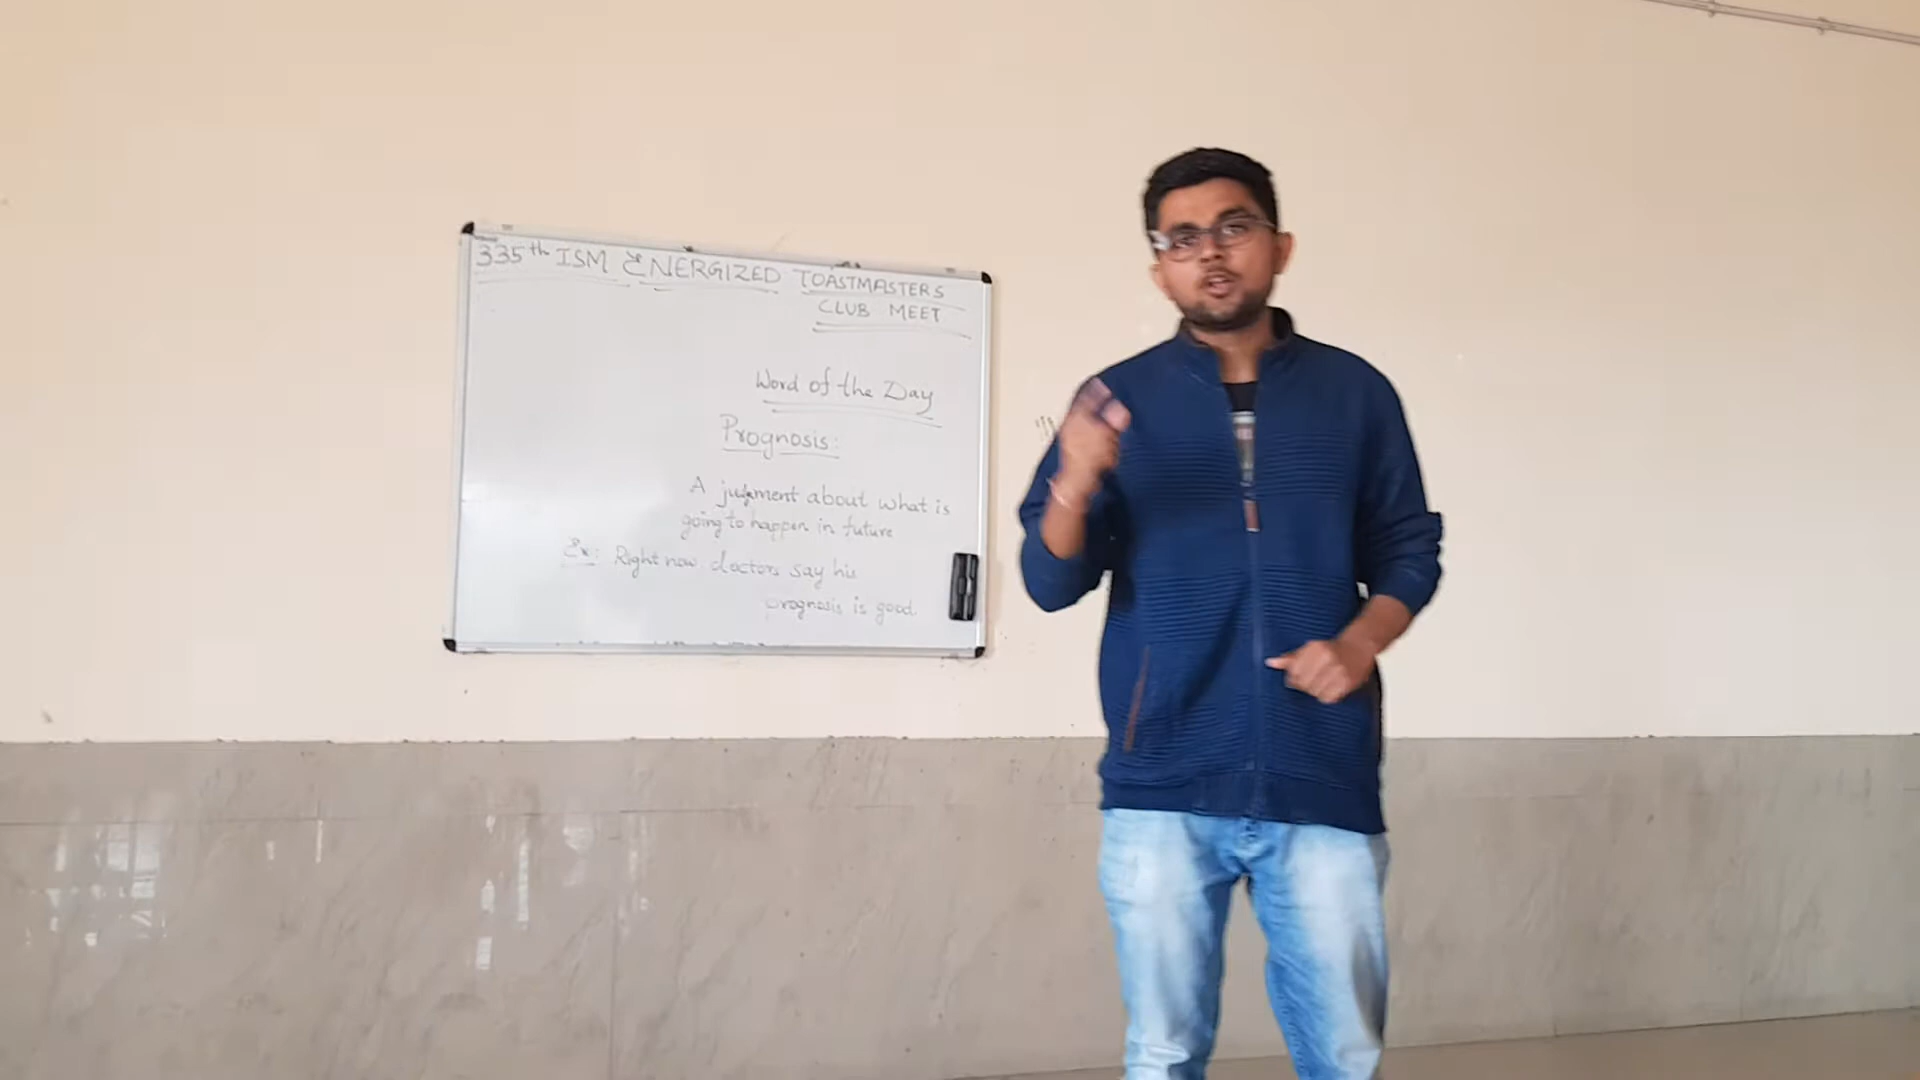 335th ISM ENERGIZED TOASTMASTERS
CLUB MEET
Word of the Day
Prognosis:
A judgment about what is
going to happen in future
Ex: Right now doctors say his
prognosis is good.